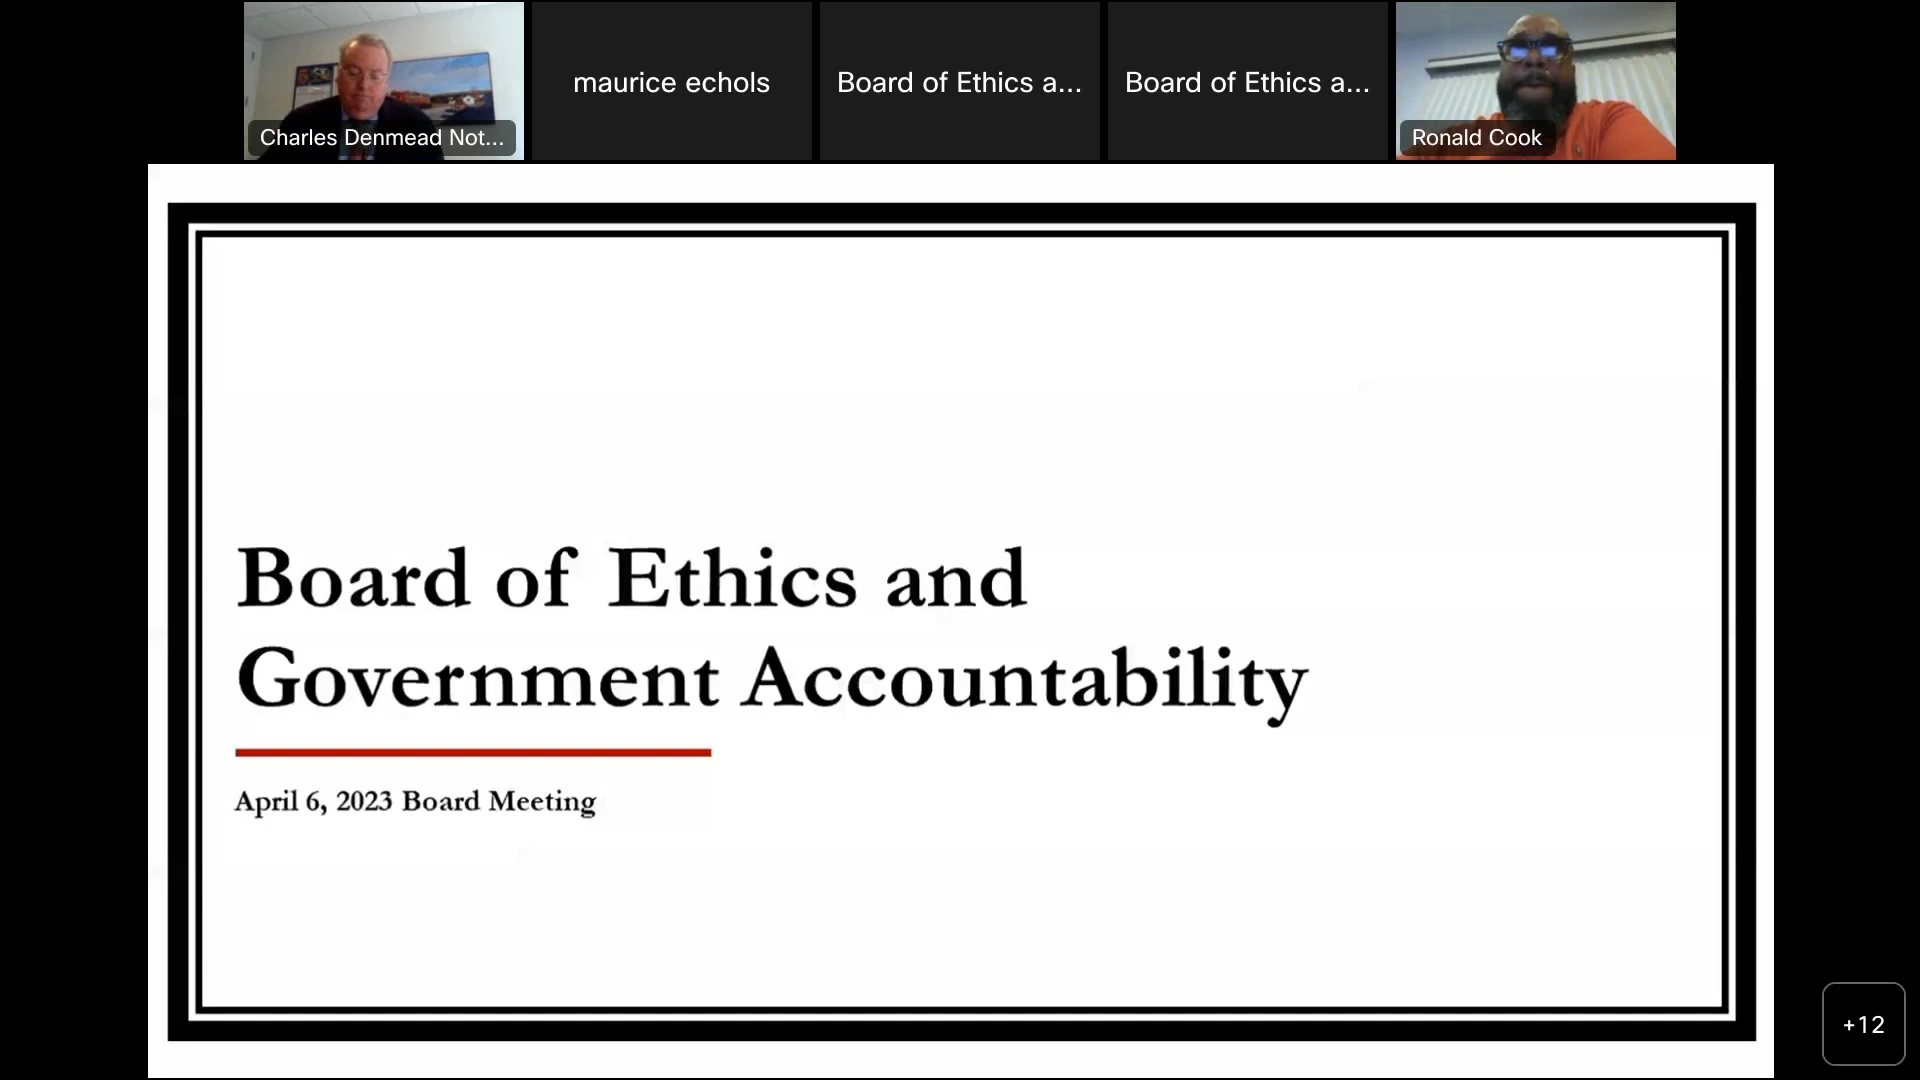 Charles Denmead Not...
maurice echols
Board of Ethics a...
Board of Ethics a...
Ronald Cook
Board of Ethics and
Government Accountability
April 6, 2023 Board Meeting
+12